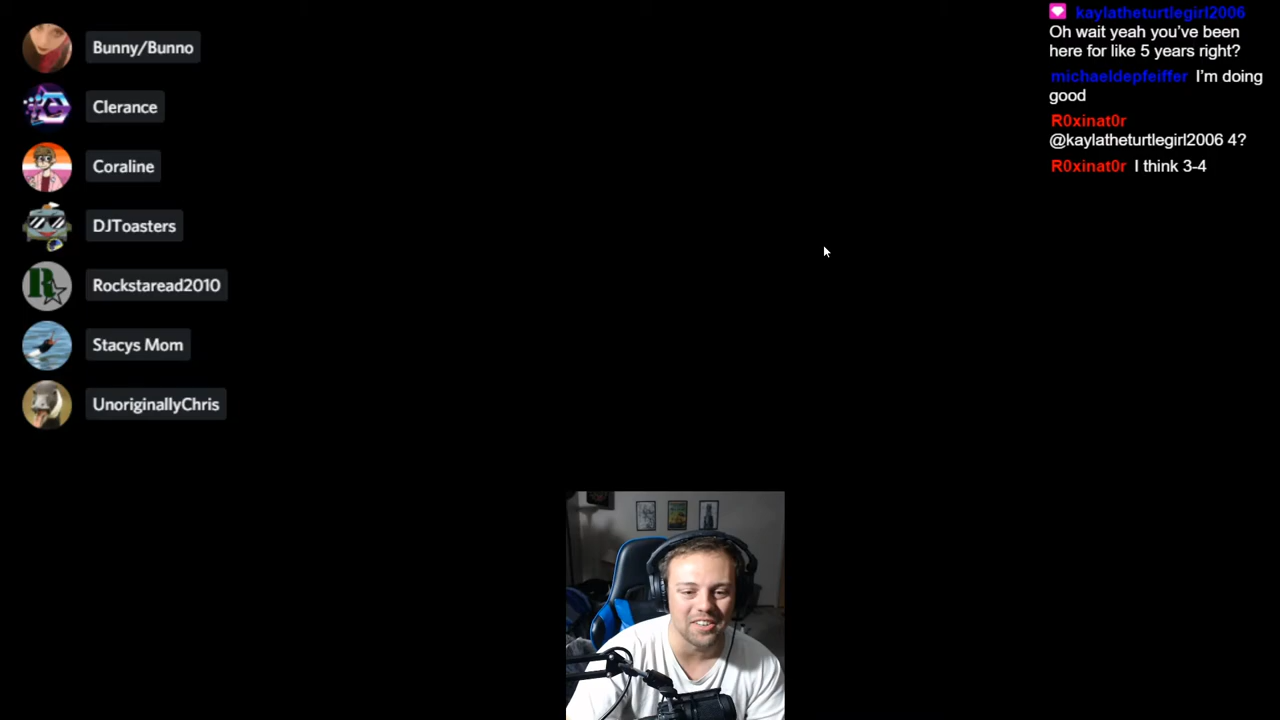 Bunny/Bunno
Clerance
Coraline
DJToasters
Rockstaread2010
Stacys Mom
UnoriginallyChris
kaylatheturtlegirl2006
Oh wait yeah you've been
here for like 5 years right?
michaeldepfeiffer I'm doing
good
R0xinat0r
@kaylatheturtlegirl2006 4?
R0xinat0r I think 3-4